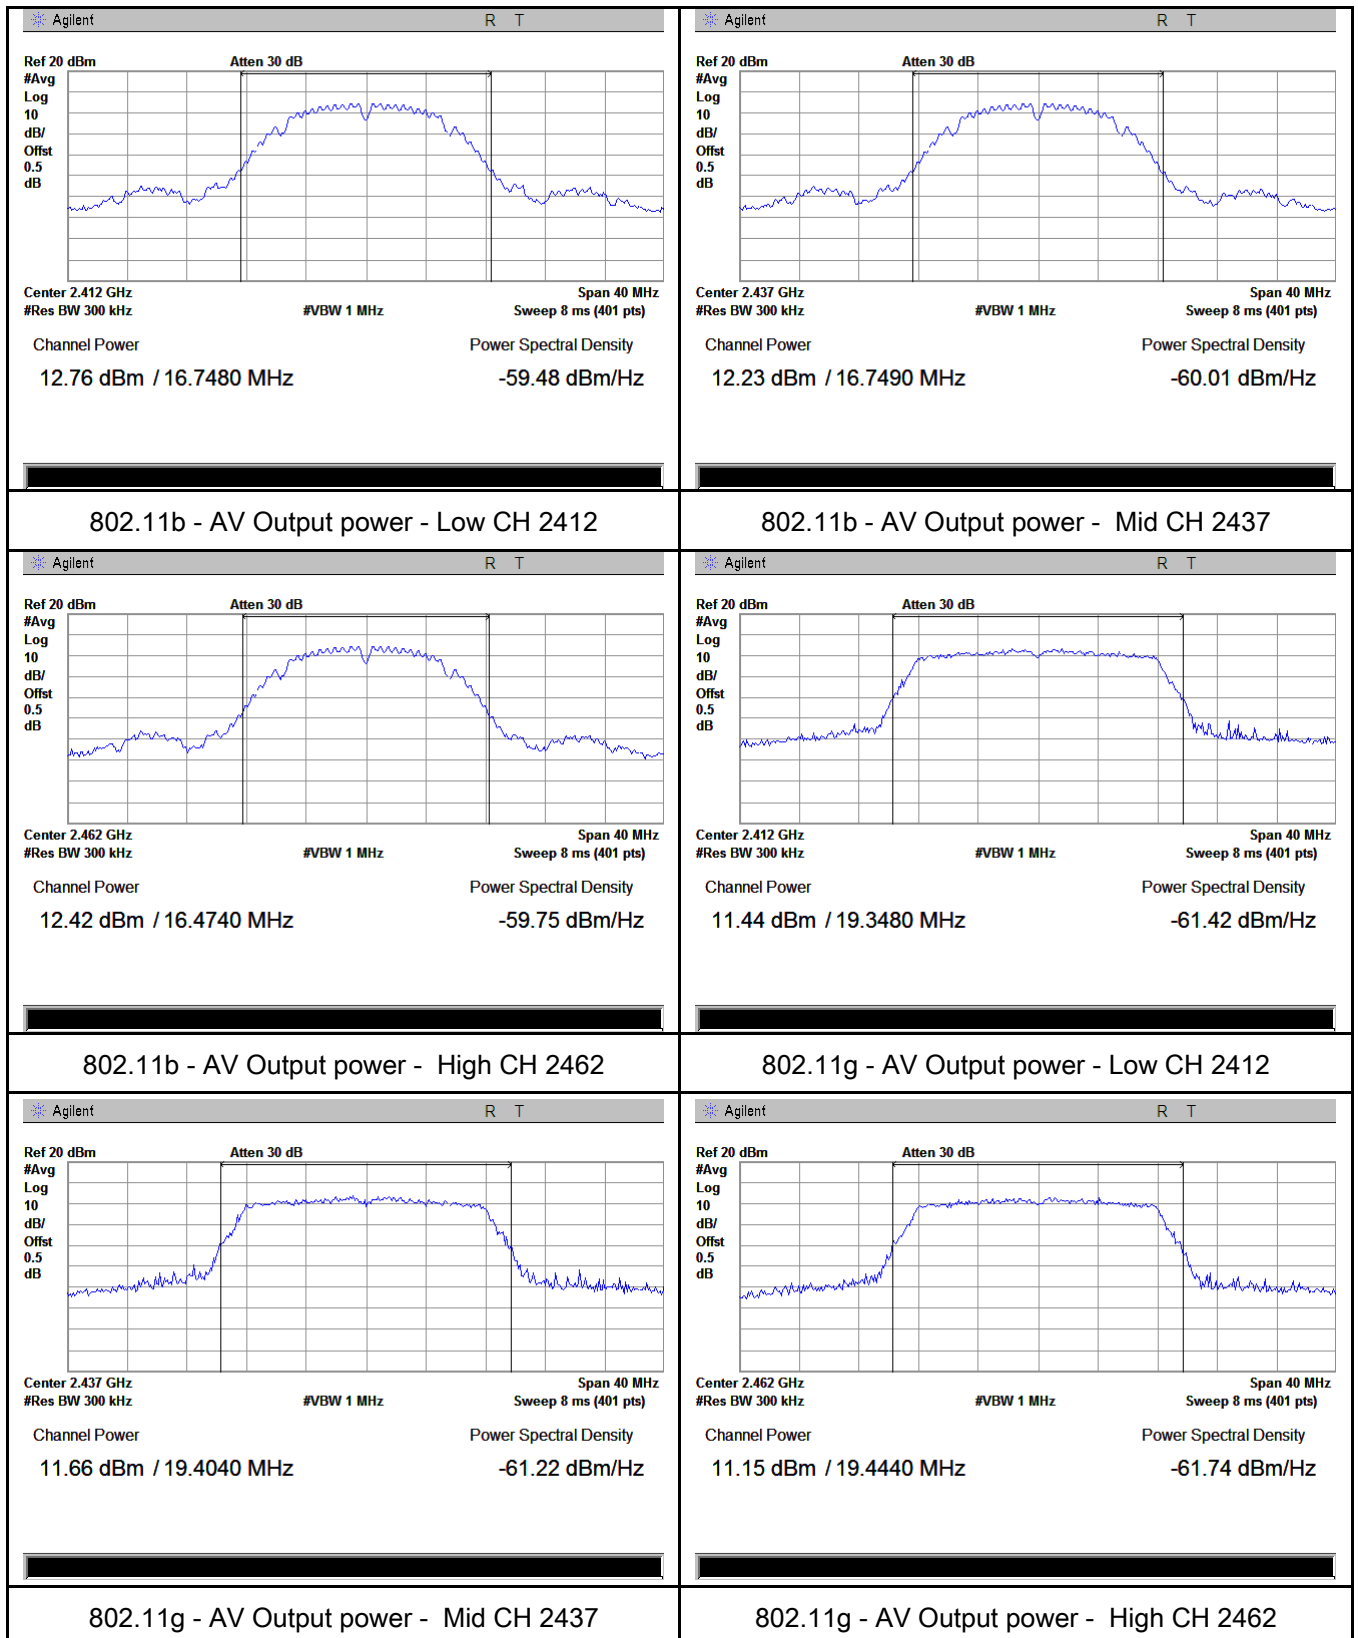 Agilent R T
Ref 20 dBm Atten 30 dB
#Avg
Log
10
dB/
Offst
0.5
dB
Center 2.412 GHz Span 40 MHz
#Res BW 300 kHz #VBW 1 MHz Sweep 8 ms (401 pts)
Channel Power Power Spectral Density
12.76 dBm / 16.7480 MHz -59.48 dBm/Hz
802.11b - AV Output power - Low CH 2412
Agilent R T
Ref 20 dBm Atten 30 dB
#Avg
Log
10
dB/
Offst
0.5
dB
Center 2.437 GHz Span 40 MHz
#Res BW 300 kHz #VBW 1 MHz Sweep 8 ms (401 pts)
Channel Power Power Spectral Density
12.23 dBm / 16.7490 MHz -60.01 dBm/Hz
802.11b - AV Output power - Mid CH 2437
Agilent R T
Ref 20 dBm Atten 30 dB
#Avg
Log
10
dB/
Offst
0.5
dB
Center 2.462 GHz Span 40 MHz
#Res BW 300 kHz #VBW 1 MHz Sweep 8 ms (401 pts)
Channel Power Power Spectral Density
12.42 dBm / 16.4740 MHz -59.75 dBm/Hz
802.11b - AV Output power - High CH 2462
Agilent R T
Ref 20 dBm Atten 30 dB
#Avg
Log
10
dB/
Offst
0.5
dB
Center 2.412 GHz Span 40 MHz
#Res BW 300 kHz #VBW 1 MHz Sweep 8 ms (401 pts)
Channel Power Power Spectral Density
11.44 dBm / 19.3480 MHz -61.42 dBm/Hz
802.11g - AV Output power - Low CH 2412
Agilent R T
Ref 20 dBm Atten 30 dB
#Avg
Log
10
dB/
Offst
0.5
dB
Center 2.437 GHz Span 40 MHz
#Res BW 300 kHz #VBW 1 MHz Sweep 8 ms (401 pts)
Channel Power Power Spectral Density
11.66 dBm / 19.4040 MHz -61.22 dBm/Hz
802.11g - AV Output power - Mid CH 2437
Agilent R T
Ref 20 dBm Atten 30 dB
#Avg
Log
10
dB/
Offst
0.5
dB
Center 2.462 GHz Span 40 MHz
#Res BW 300 kHz #VBW 1 MHz Sweep 8 ms (401 pts)
Channel Power Power Spectral Density
11.15 dBm / 19.4440 MHz -61.74 dBm/Hz
802.11g - AV Output power - High CH 2462